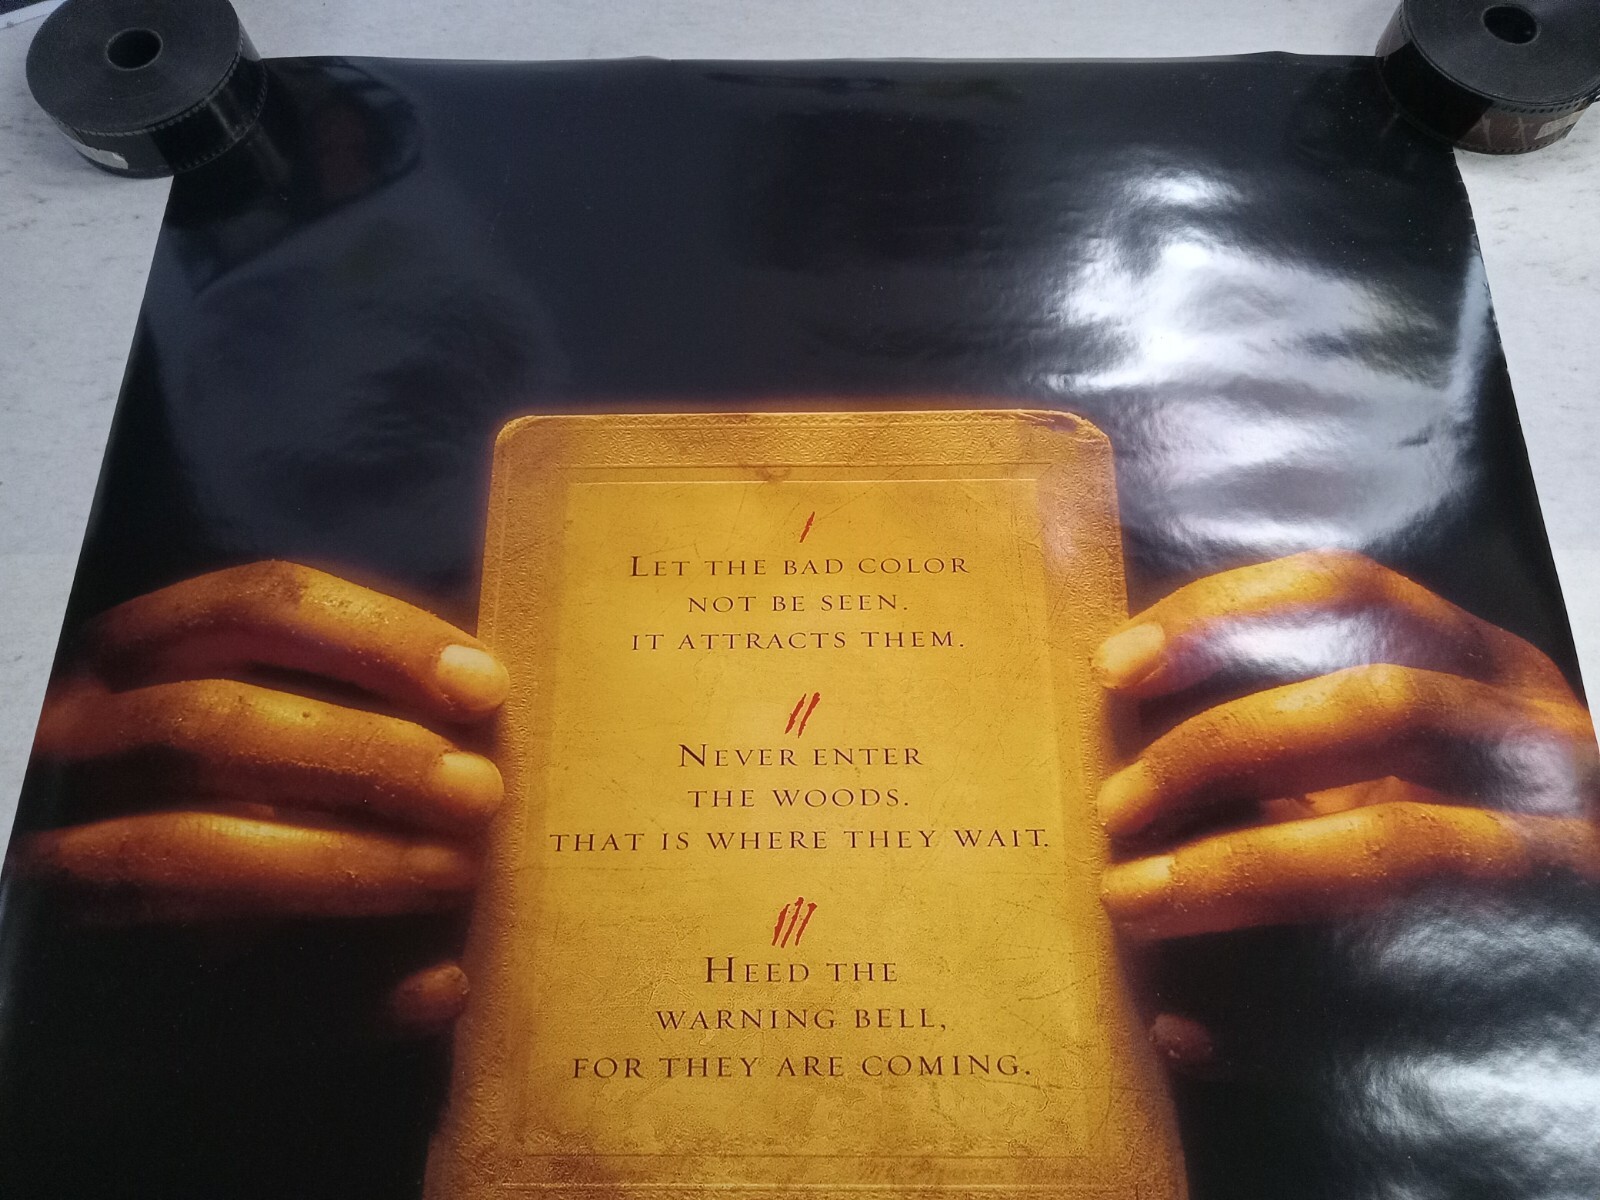 I
LET THE BAD COLOR
NOT BE SEEN.
IT ATTRACTS THEM.
II
NEVER ENTER
THE WOODS.
THAT IS WHERE THEY WAIT.
III
HEED THE
WARNING BELL,
FOR THEY ARE COMING.